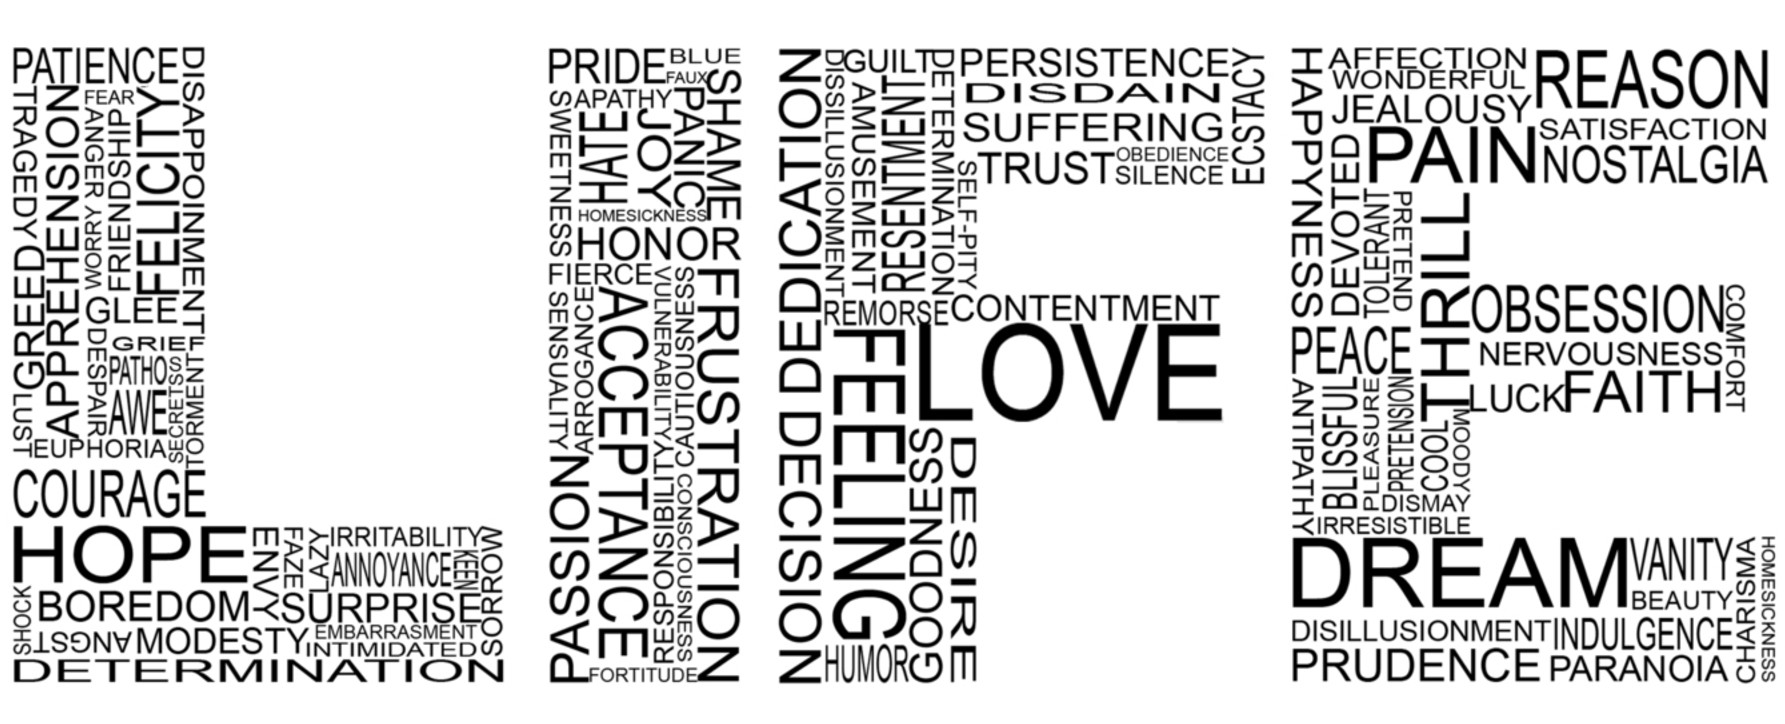 PATIENCE
DISAPPOINMENT
TRAGEDY
APPREHENSION
FEAR
ANGER
WORRY
FRIENDSHIP
FELICITY
GREED
LUST
GLEE
DESPAIR
GRIEF
PATHOS
SECRETS
TORMENT
AWE
EUPHORIA
COURAGE
HOPE
ENVY
FAZE
LAZY
IRRITABILITY
ANNOYANCE
KEEN
SORROW
SHOCK
BOREDOM
SURPRISE
ANGST
MODESTY
EMBARRASMENT
INTIMIDATED
DETERMINATION
PRIDE
BLUE
FAUX
SHAME
SWEETNESS
APATHY
HATE
JOY
PANIC
HOMESICKNESS
HONOR
FIERCE
SENSUALITY
ARROGANCE
ACCEPTANCE
VULNERABILITY
CAUTIOUSNESS
FRUSTRATION
PASSION
RESPONSIBILITY
CONSCIOUSNESS
FORTITUDE
DEDICATION
DISSILLUSIONMENT
GUILT
AMUSEMENT
RESENTMENT
DETERMINATION
PERSISTENCE
ECSTACY
DISDAIN
SUFFERING
SELF-PITY
TRUST
OBEDIENCE
SILENCE
REMORSE
CONTENTMENT
DECISION
FEELING
LOVE
GOODNESS
DESIRE
HUMOR
HAPPYNESS
AFFECTION
WONDERFUL
JEALOUSY
REASON
DEVOTED
PAIN
SATISFACTION
NOSTALGIA
TOLERANT
PRETEND
THRILL
OBSESSION
COMFORT
PEACE
NERVOUSNESS
LUCK
FAITH
ANTIPATHY
BLISSFUL
PLEASURE
PRETENSION
COOL
MOODY
DISMAY
IRRESISTIBLE
DREAM
VANITY
BEAUTY
CHARISMA
HOMESICKNESS
DISILLUSIONMENT
INDULGENCE
PRUDENCE
PARANOIA